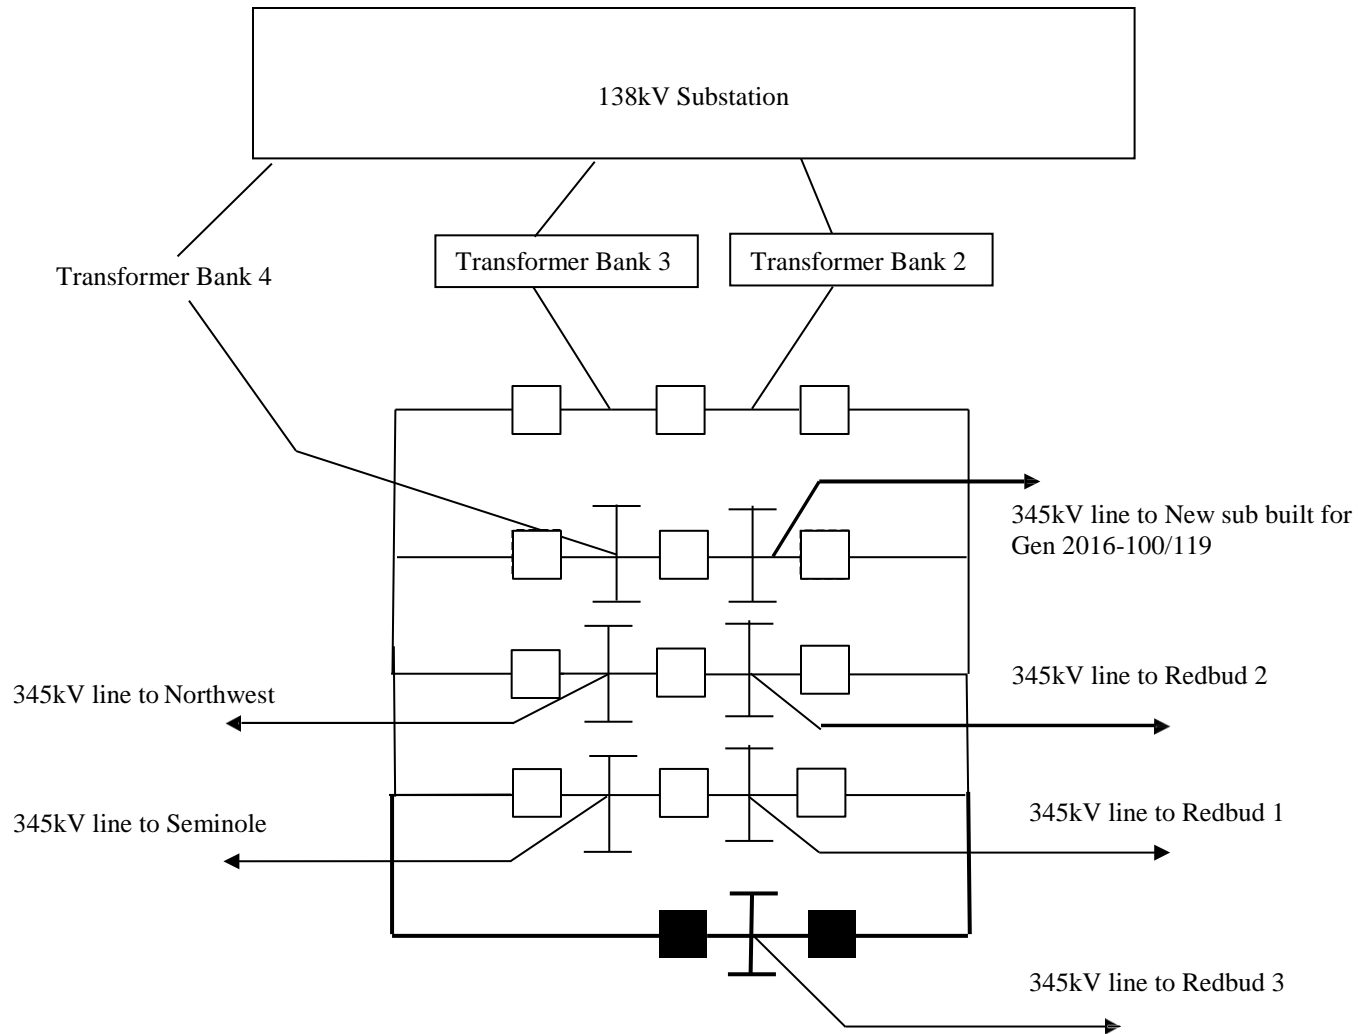 138kV Substation
Transformer Bank 4
Transformer Bank 3
Transformer Bank 2
345kV line to New sub built for
Gen 2016-100/119
345kV line to Northwest
345kV line to Redbud 2
345kV line to Seminole
345kV line to Redbud 1
345kV line to Redbud 3